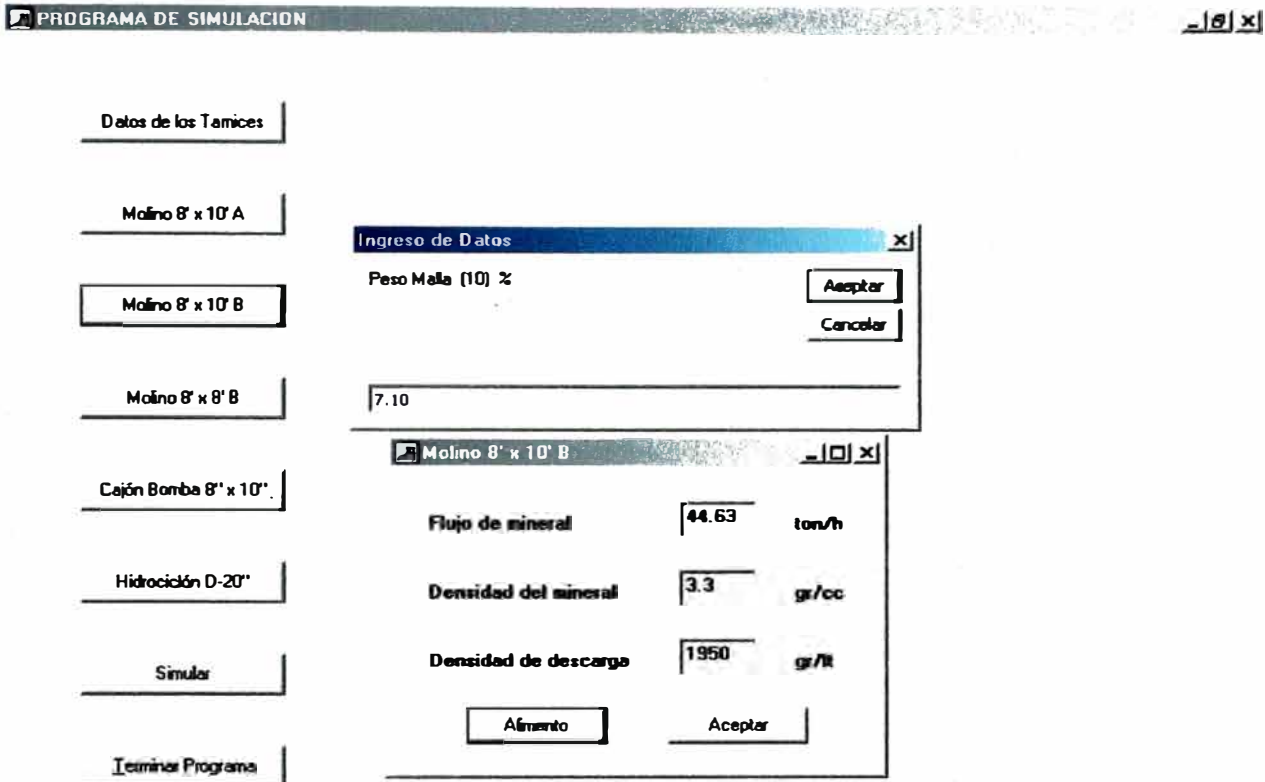 PROGRAMA DE SIMULACION
Datos de los Tamices
Molino 8' x 10' A
Molino 8' x 10' B
Molino 8' x 8' B
Cajón Bomba 8" x 10".
Hidrociclón D-20"
Simular
Terminar Programa
Ingreso de Datos
Peso Malla (10) %
Aceptar
Cancelar
7.10
Molino 8' x 10' B
Flujo de mineral 44.63 ton/h
Densidad del mineral 3.3 gr/cc
Densidad de descarga 1950 gr/lt
Alimento Aceptar